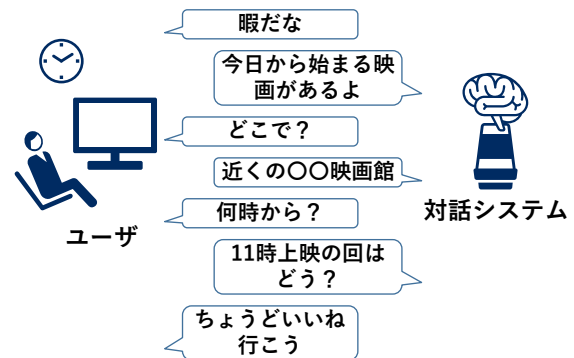 暇だな
今日から始まる映
画があるよ
どこで？
近くの〇〇映画館
何時から？
11時上映の回は
どう？
ちょうどいいね
行こう
ユーザ
対話システム